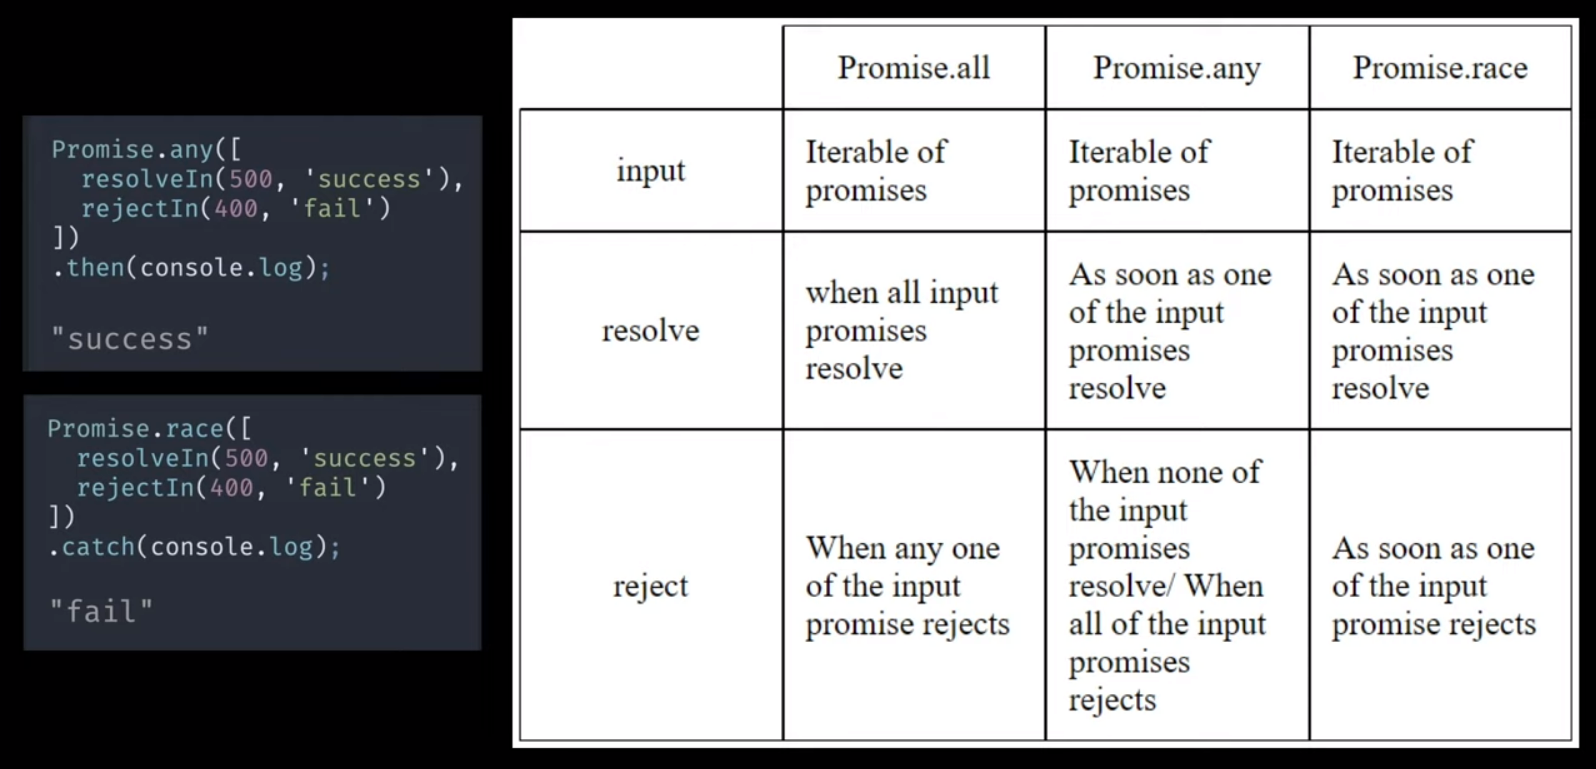 Promise.any([
  resolveIn(500, 'success'),
  rejectIn(400, 'fail')
])
.then(console.log);
"success"
Promise.race([
  resolveIn(500, 'success'),
  rejectIn(400, 'fail')
])
.catch(console.log);
"fail"
Promise.all
Promise.any
Promise.race
input
Iterable of
promises
Iterable of
promises
Iterable of
promises
resolve
when all input
promises
resolve
As soon as one
of the input
promises
resolve
As soon as one
of the input
promises
resolve
reject
When any one
of the input
promise rejects
When none of
the input
promises
resolve/ When
all of the input
promises
rejects
As soon as one
of the input
promise rejects